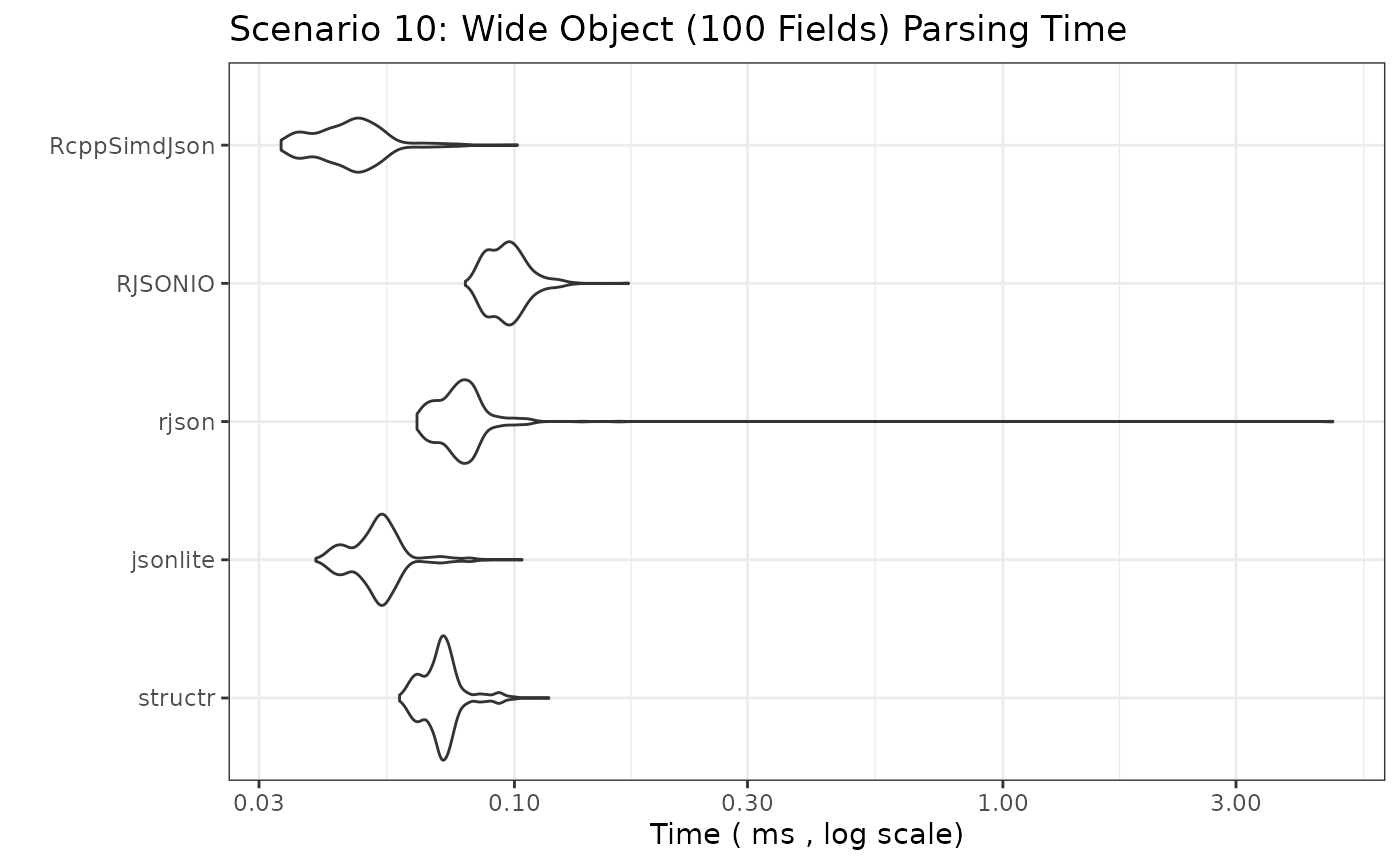 Scenario 10: Wide Object (100 Fields) Parsing Time
RcppSimdJson
RJSONIO
rjson
jsonlite
structr
0.03 0.10 0.30 1.00 3.00
Time ( ms , log scale)